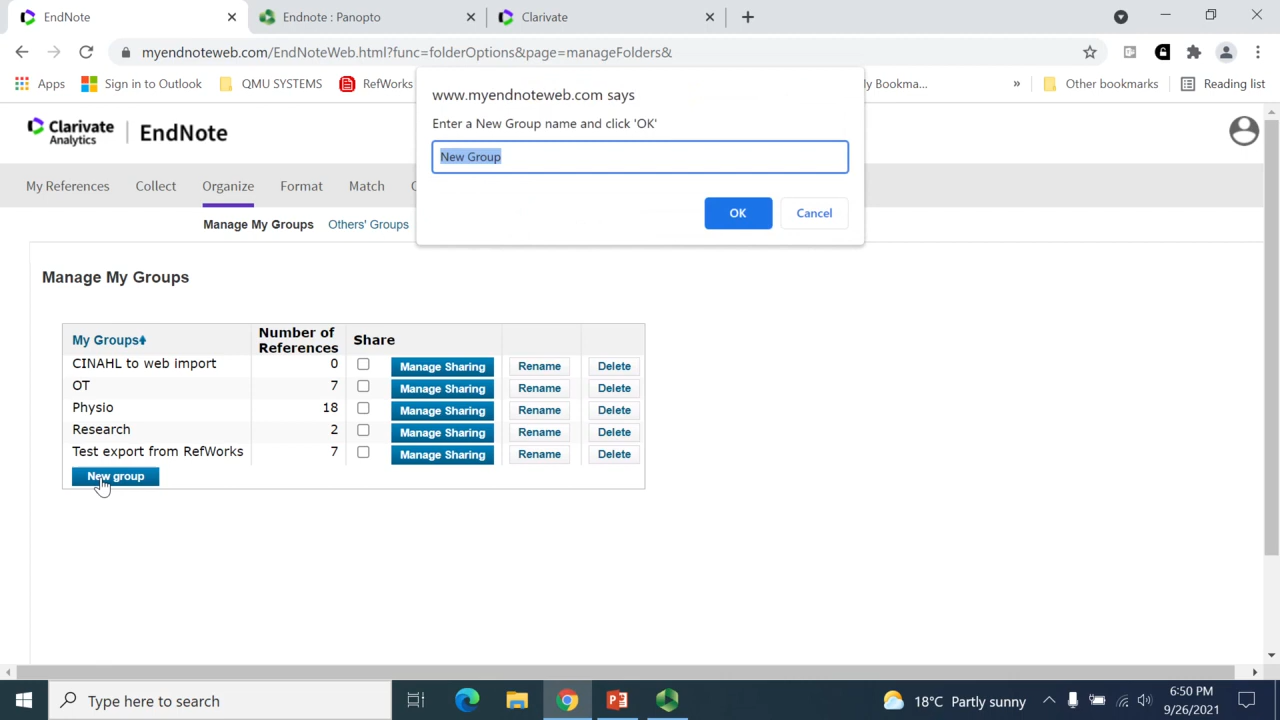 EndNote
Endnote : Panopto
Clarivate
myendnoteweb.com/EndNoteWeb.html?func=folderOptions&page=manageFolders&
Apps
Sign in to Outlook
QMU SYSTEMS
RefWorks
ly Bookma...
»
Other bookmarks
Reading list
www.myendnoteweb.com says
Enter a New Group name and click 'OK'
New Group
OK
Cancel
Clarivate
Analytics
EndNote
My References
Collect
Organize
Format
Match
Manage My Groups
Others' Groups
Manage My Groups
My Groups
Number of
References
Share
CINAHL to web import 0 Manage Sharing Rename Delete
OT 7 Manage Sharing Rename Delete
Physio 18 Manage Sharing Rename Delete
Research 2 Manage Sharing Rename Delete
Test export from RefWorks 7 Manage Sharing Rename Delete
New group
Type here to search
18°C Partly sunny
6:50 PM
9/26/2021